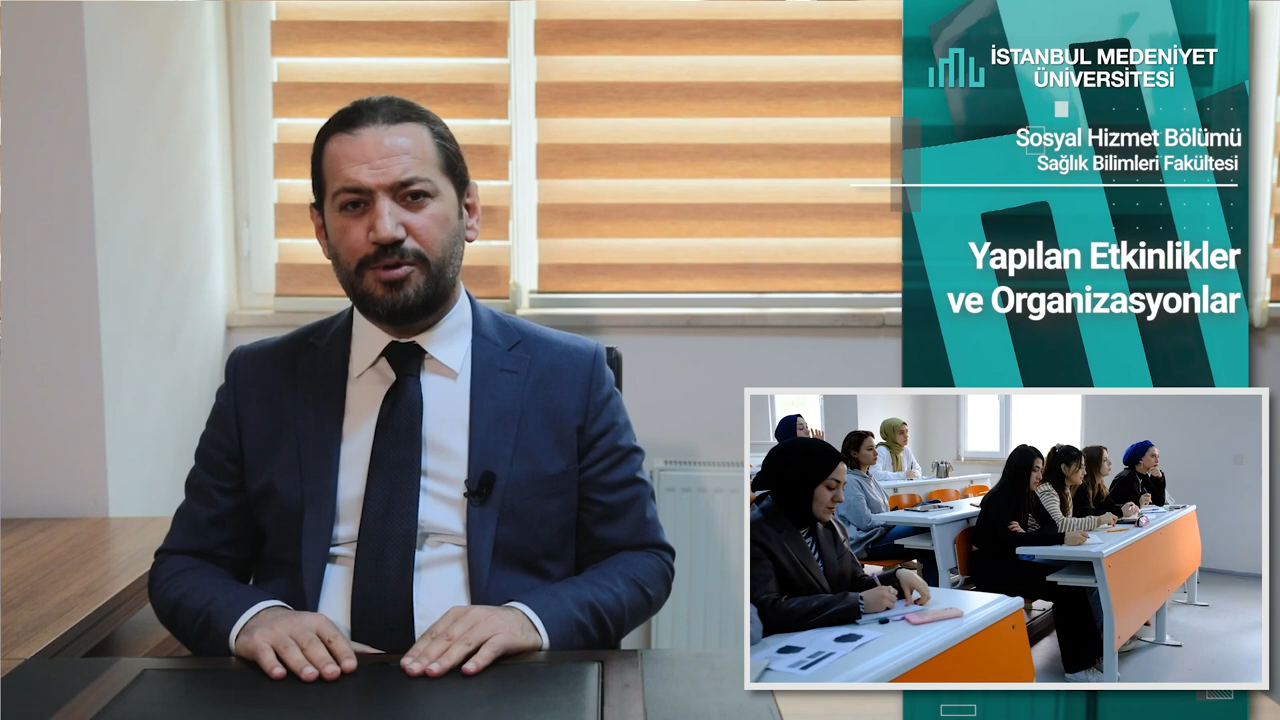 İSTANBUL MEDENİYET
ÜNİVERSİTESİ
Sosyal Hizmet Bölümü
Sağlık Bilimleri Fakültesi
Yapılan Etkinlikler
ve Organizasyonlar